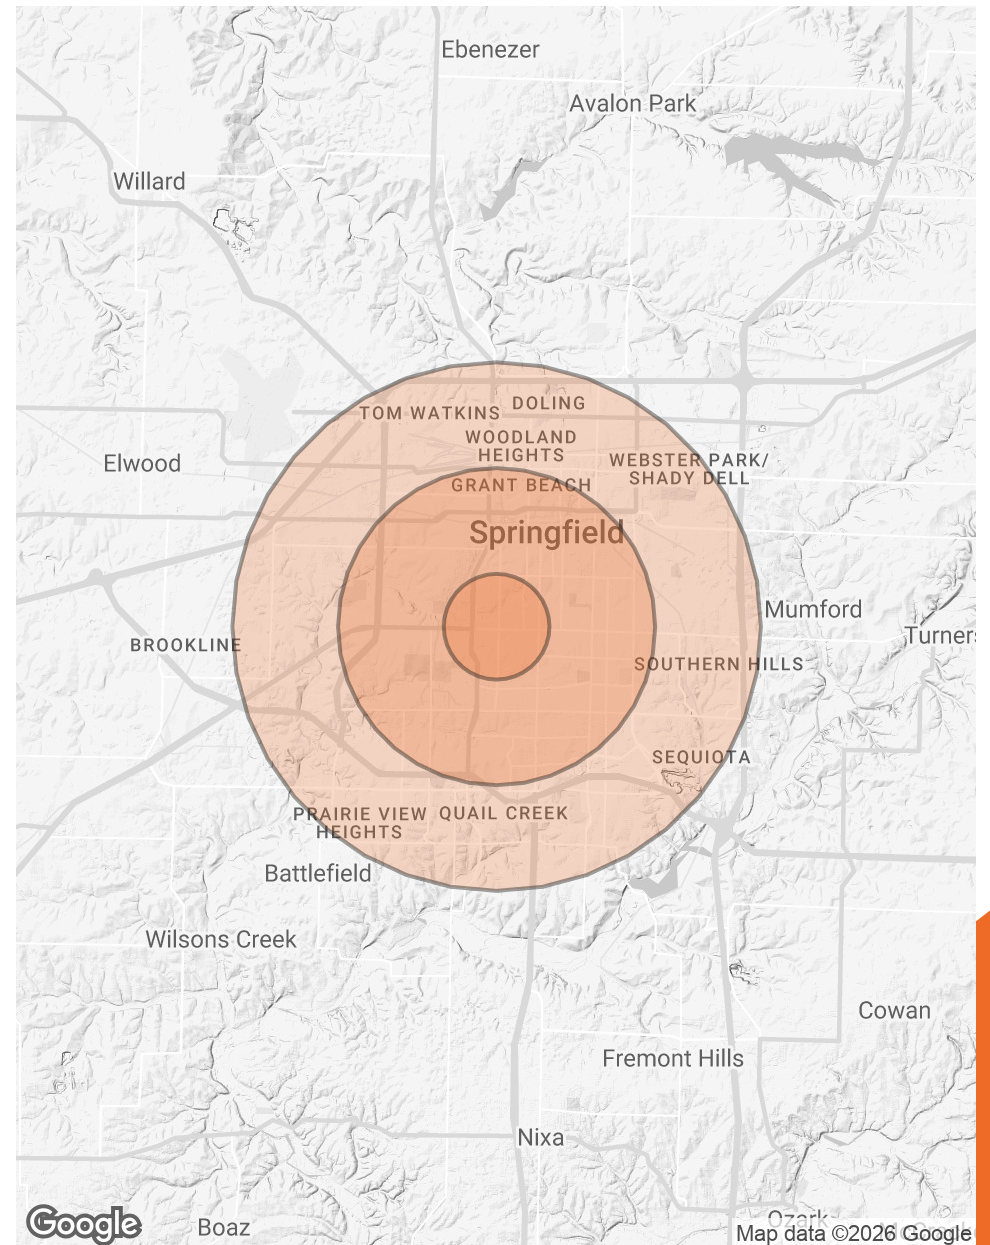 Ebenezer
Avalon Park
Willard
TOM WATKINS
DOLING
WOODLAND
HEIGHTS
Elwood
WEBSTER PARK/
SHADY DELL
GRANT BEACH
Springfield
Mumford
Turners
BROOKLINE
SOUTHERN HILLS
SEQUIOTA
PRAIRIE VIEW
HEIGHTS
QUAIL CREEK
Battlefield
Wilsons Creek
Cowan
Fremont Hills
Nixa
Ozark
Boaz
Google
Map data ©2026 Google